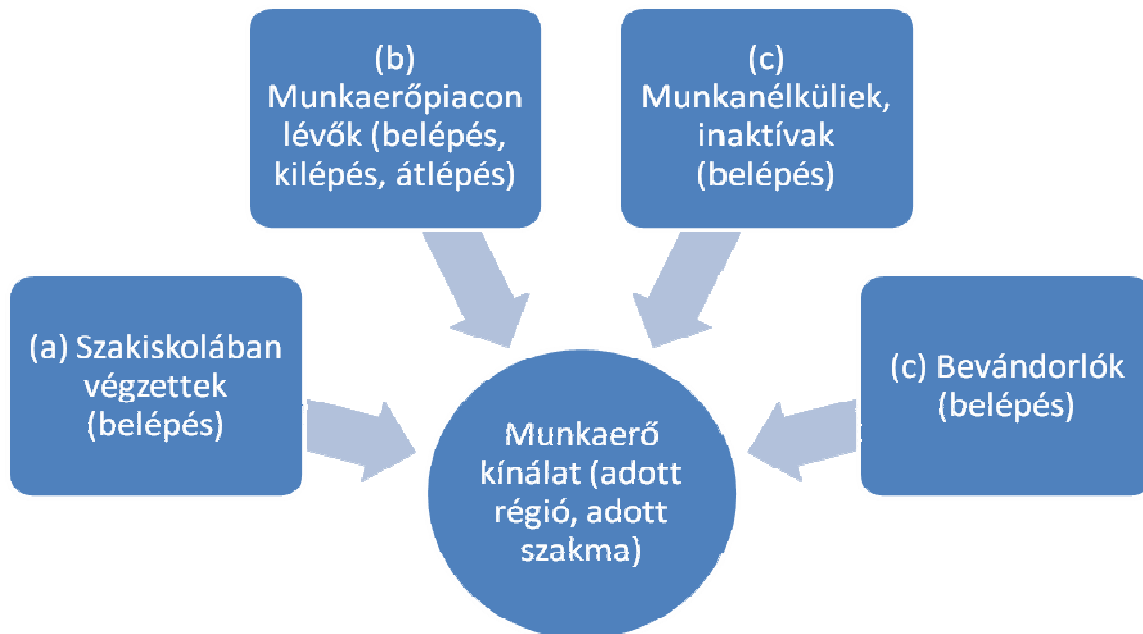 (b)
Munkaerőpiacon
lévők (belépés,
kilépés, átlépés)
(c)
Munkanélküliek,
inaktívak
(belépés)
(a) Szakiskolában
végzettek
(belépés)
(c) Bevándorlók
(belépés)
Munkaerő
kínálat (adott
régió, adott
szakma)